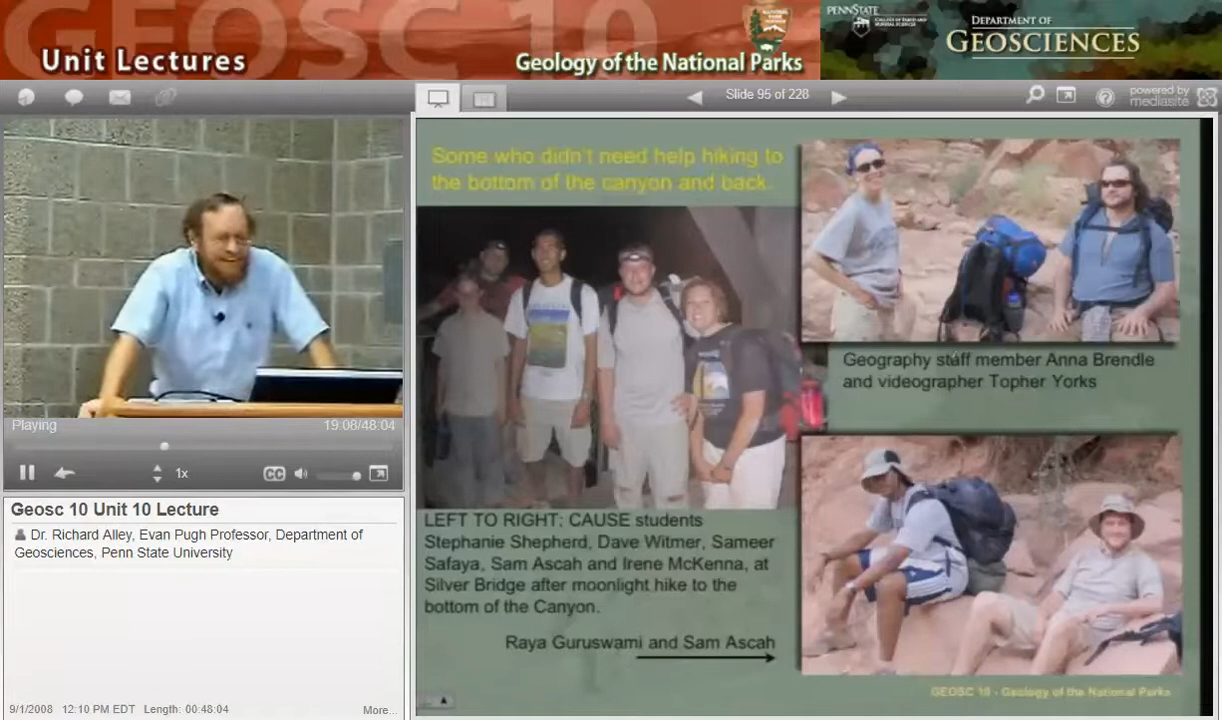 GEOSC 10
Unit Lectures
Geology of the National Parks
PENNSTATE
DEPARTMENT OF
GEOSCIENCES
Slide 95 of 228
powered by
mediasite
Some who didn't need help hiking to
the bottom of the canyon and back.
Geography staff member Anna Brendle
and videographer Topher Yorks
Playing
19:08/48:04
1x
CC
Geosc 10 Unit 10 Lecture
Dr. Richard Alley, Evan Pugh Professor, Department of
Geosciences, Penn State University
LEFT TO RIGHT: CAUSE students
Stephanie Shepherd, Dave Witmer, Sameer
Safaya, Sam Ascah and Irene McKenna, at
Silver Bridge after moonlight hike to the
bottom of the Canyon.
Raya Guruswami and Sam Ascah
GEOSC 10 - Geology of the National Parks
9/1/2008 12:10 PM EDT Length: 00:48:04
More...